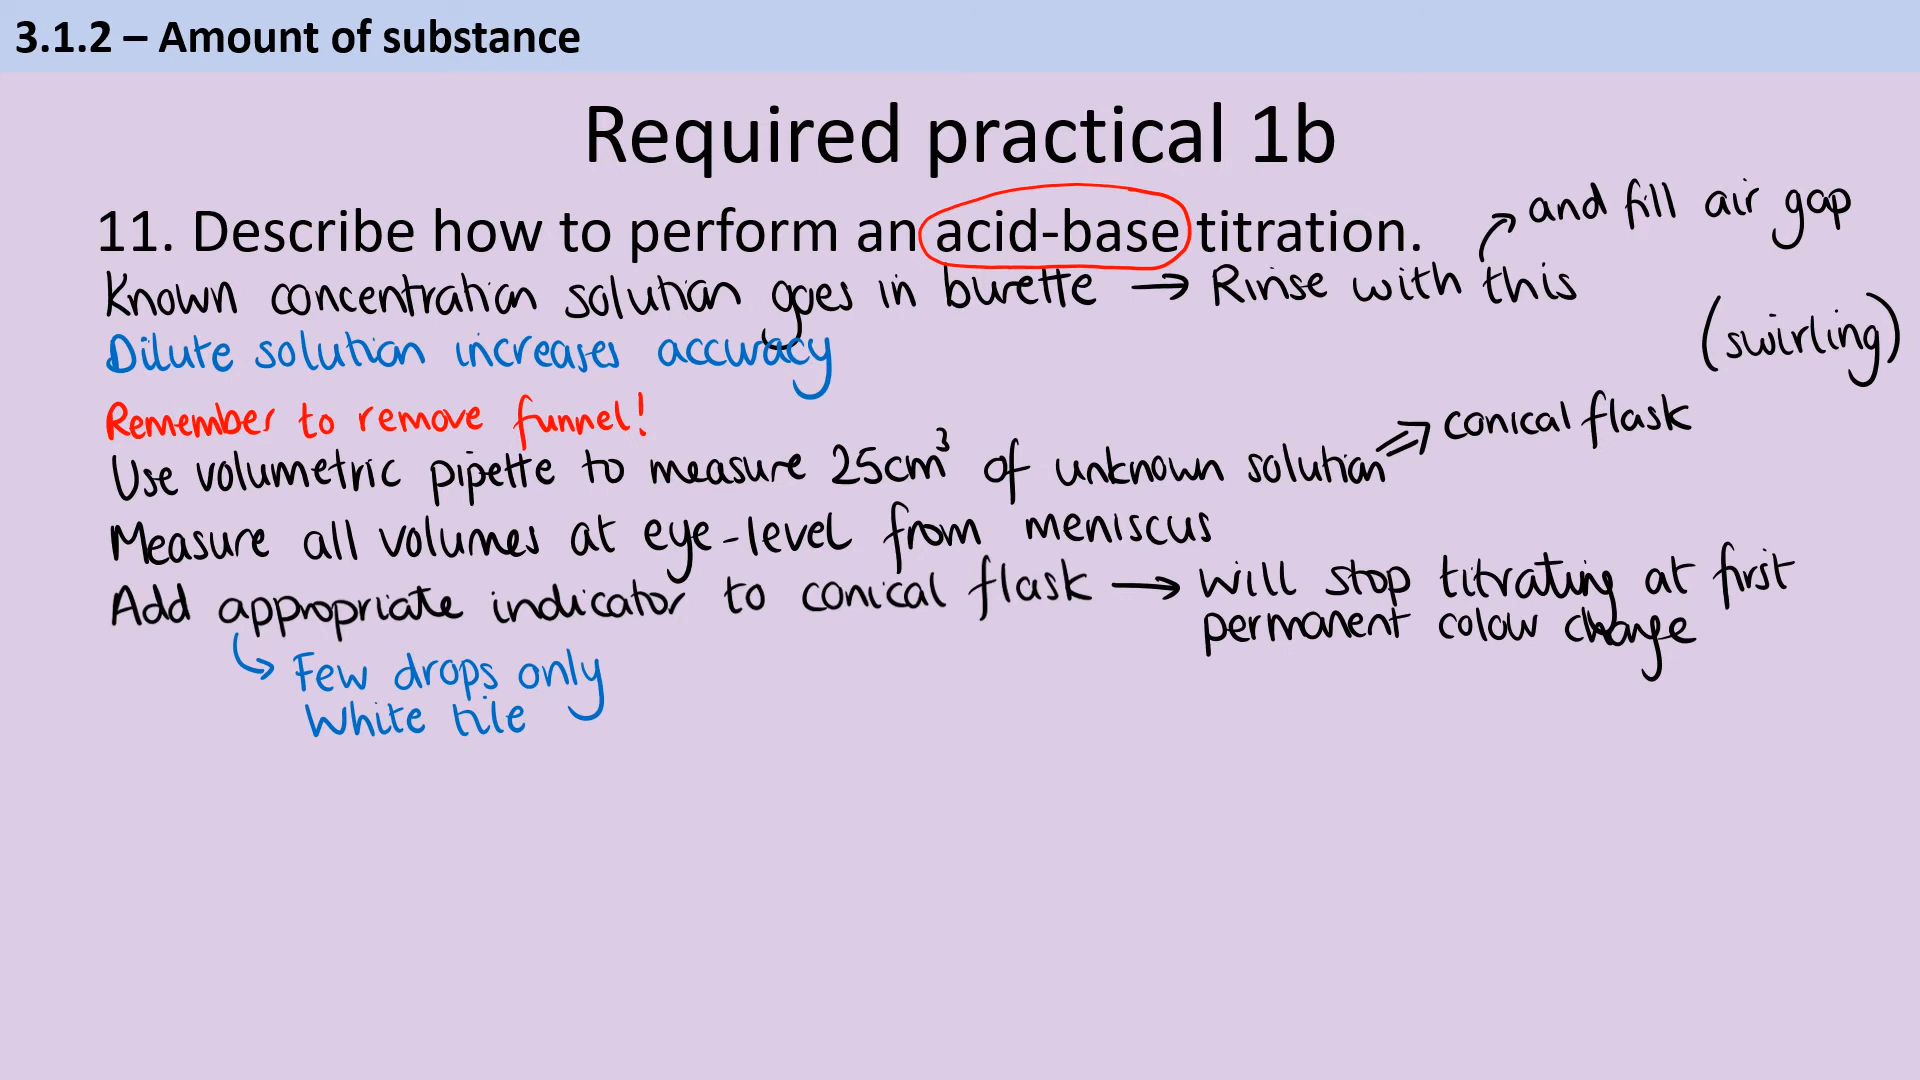 3.1.2 – Amount of substance
Required practical 1b
11. Describe how to perform an acid-base titration.
and fill air gap
Known concentration solution goes in burette → Rinse with this
(swirling)
Dilute solution increases accuracy
Remember to remove funnel!
conical flask
Use volumetric pipette to measure 25cm³ of unknown solution
Measure all volumes at eye-level from meniscus
Add appropriate indicator to conical flask → will stop titrating at first
permanent colour change
Few drops only
White tile